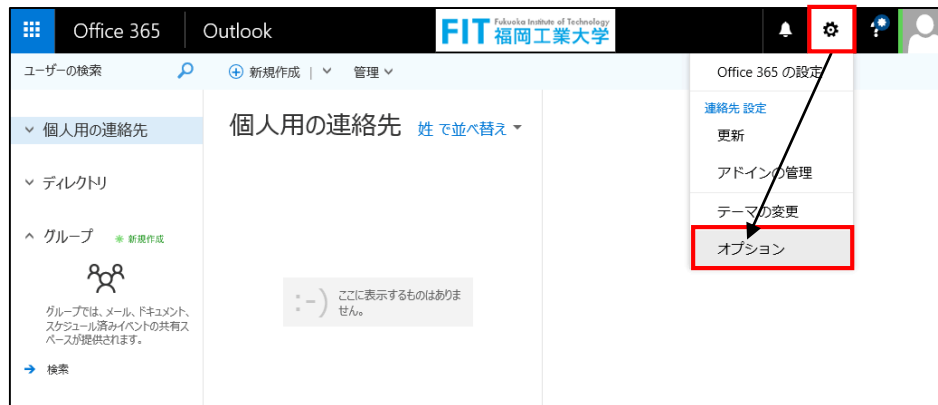 Office 365
Outlook
FIT Fukuoka Institute of Technology
福岡工業大学
?
ユーザーの検索
新規作成 |
管理
Office 365 の設定
連絡先 設定
更新
アドインの管理
テーマの変更
オプション
個人用の連絡先
ディレクトリ
グループ
新規作成
グループでは、メール、ドキュメント、
スケジュール済みイベントの共有ス
ペースが提供されます。
検索
個人用の連絡先 姓 で並べ替え
:-)
ここに表示するものはありま
せん。